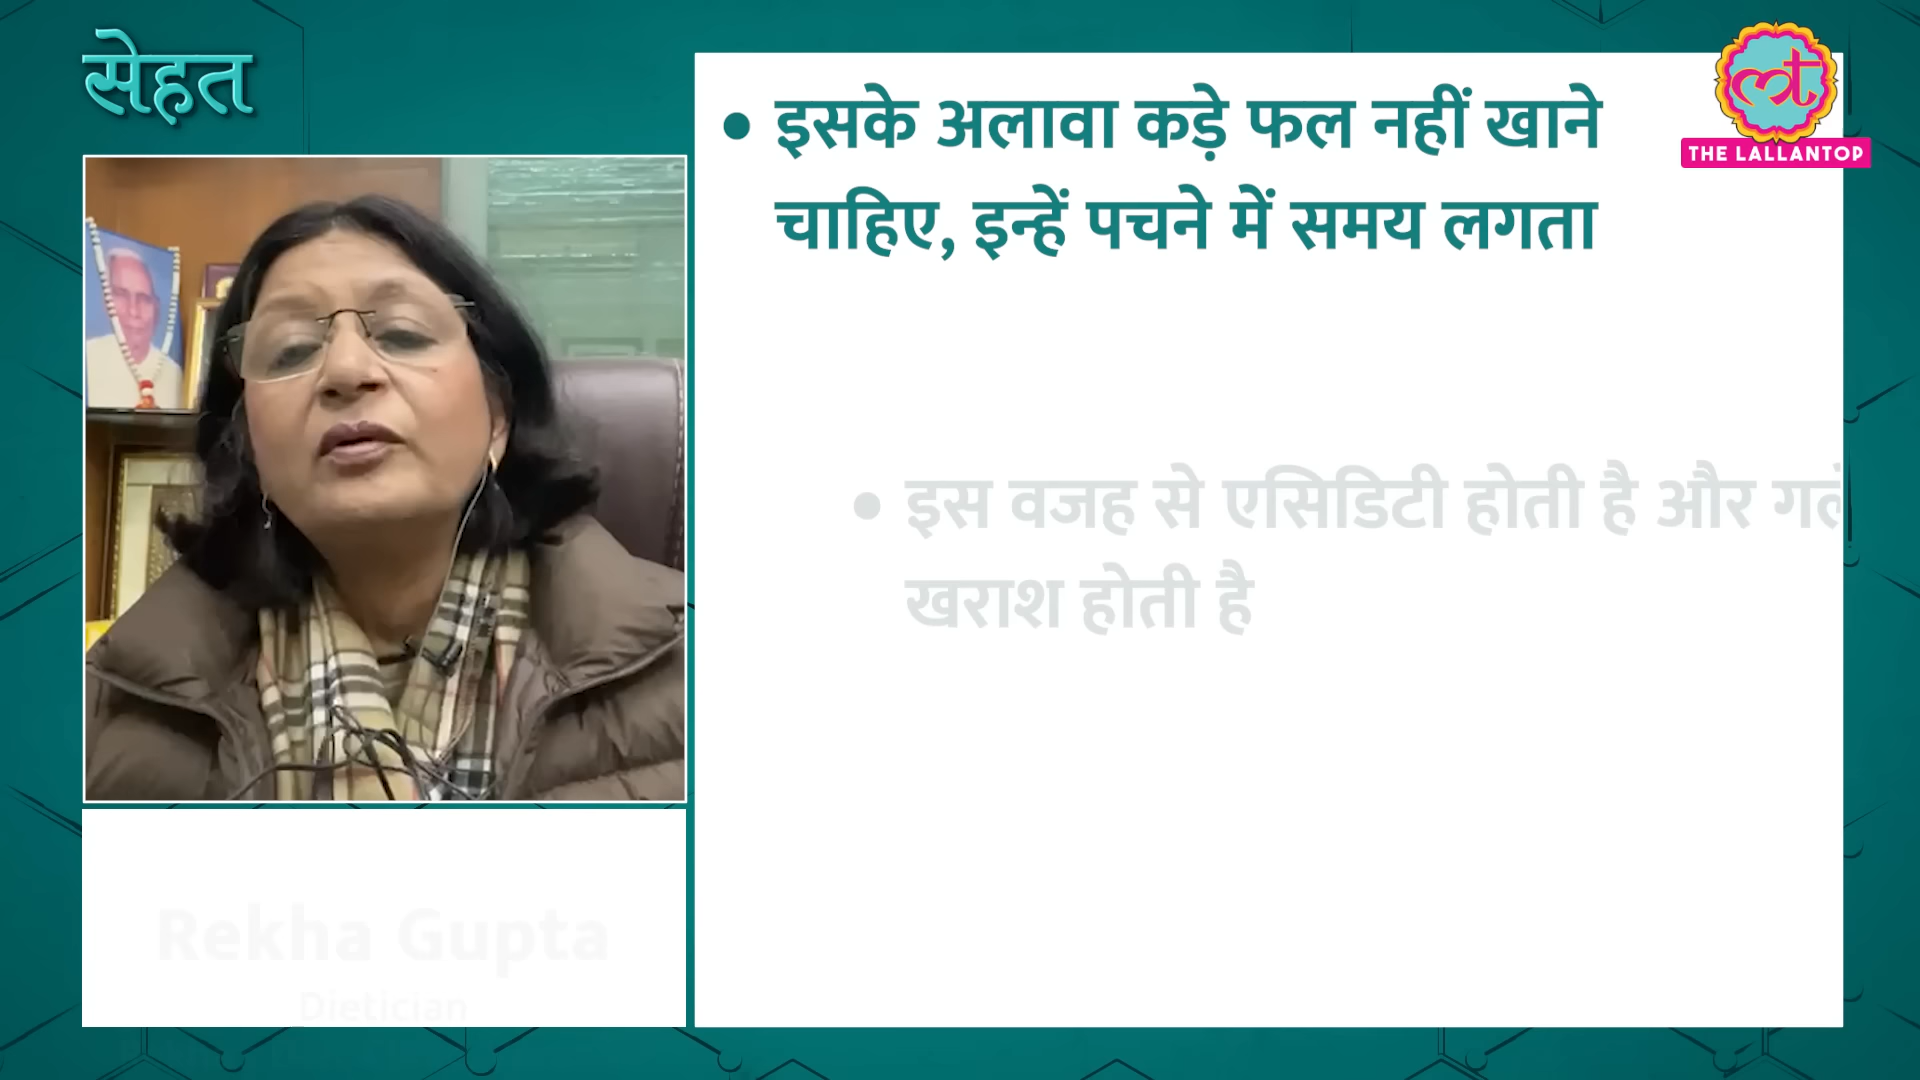 सेहत
THE LALLANTOP
• इसके अलावा कड़े फल नहीं खाने
चाहिए, इन्हें पचने में समय लगता
• इस वजह से एसिडिटी होती है और
खराश होती है
Rekha Gupta
Dietician